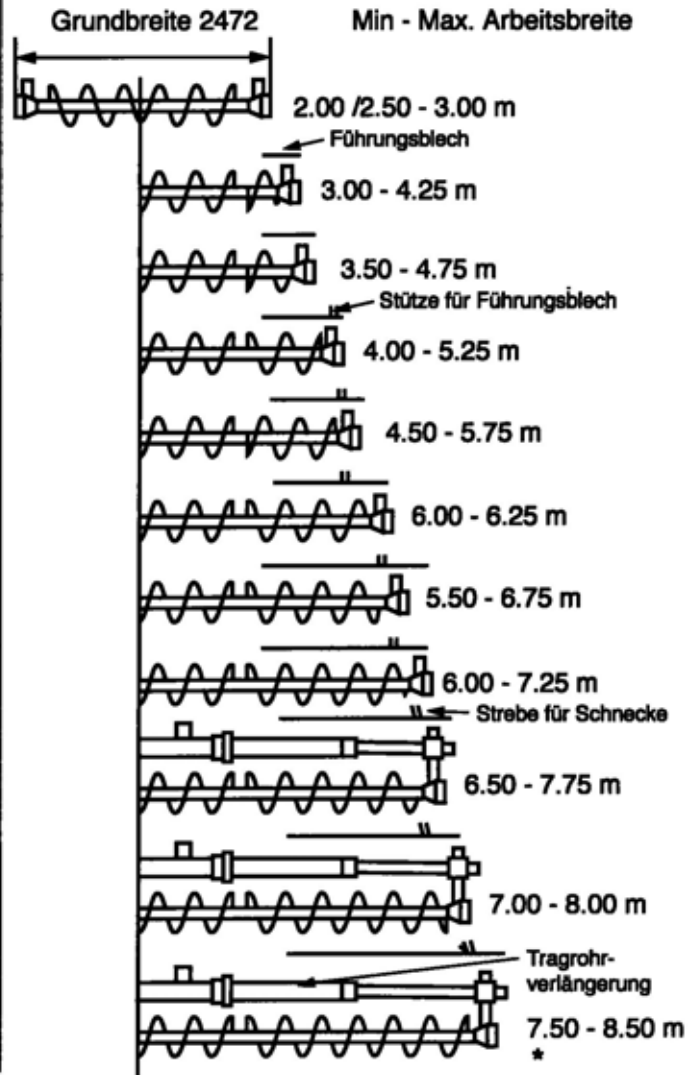 Grundbreite 2472 Min - Max. Arbeitsbreite
2.00 /2.50 - 3.00 m
Führungsblech
3.00 - 4.25 m
3.50 - 4.75 m
Stütze für Führungsblech
4.00 - 5.25 m
4.50 - 5.75 m
6.00 - 6.25 m
5.50 - 6.75 m
6.00 - 7.25 m
Strebe für Schnecke
6.50 - 7.75 m
7.00 - 8.00 m
Tragrohr-
verlängerung
7.50 - 8.50 m
*